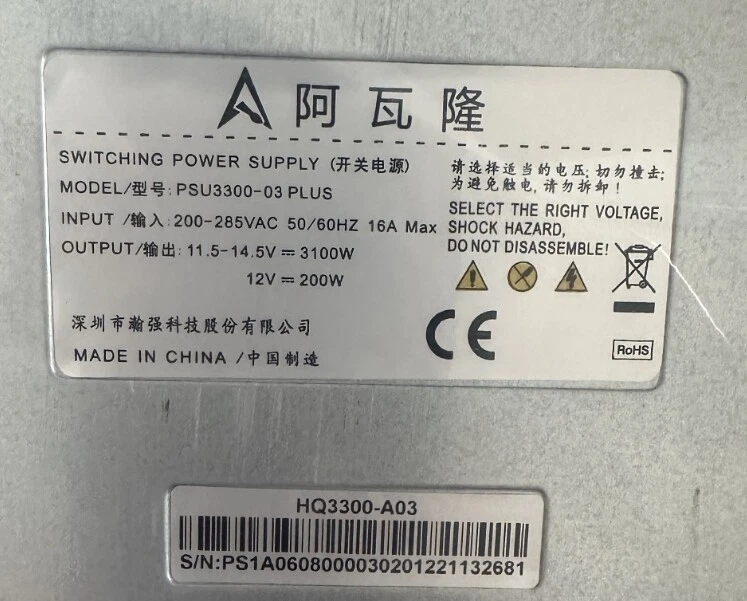 阿瓦隆
SWITCHING POWER SUPPLY (开关电源)
MODEL/型号: PSU3300-03 PLUS
INPUT /输入: 200-285VAC 50/60HZ 16A Max
OUTPUT/输出: 11.5-14.5V ⎓ 3100W
12V ⎓ 200W
深圳市瀚强科技股份有限公司
MADE IN CHINA /中国制造
请选择适当的电压; 切勿撞击;
为避免触电, 请勿拆卸！
SELECT THE RIGHT VOLTAGE,
SHOCK HAZARD,
DO NOT DISASSEMBLE!
CE
RoHS
HQ3300-A03
S/N:PS1A0608000030201221132681